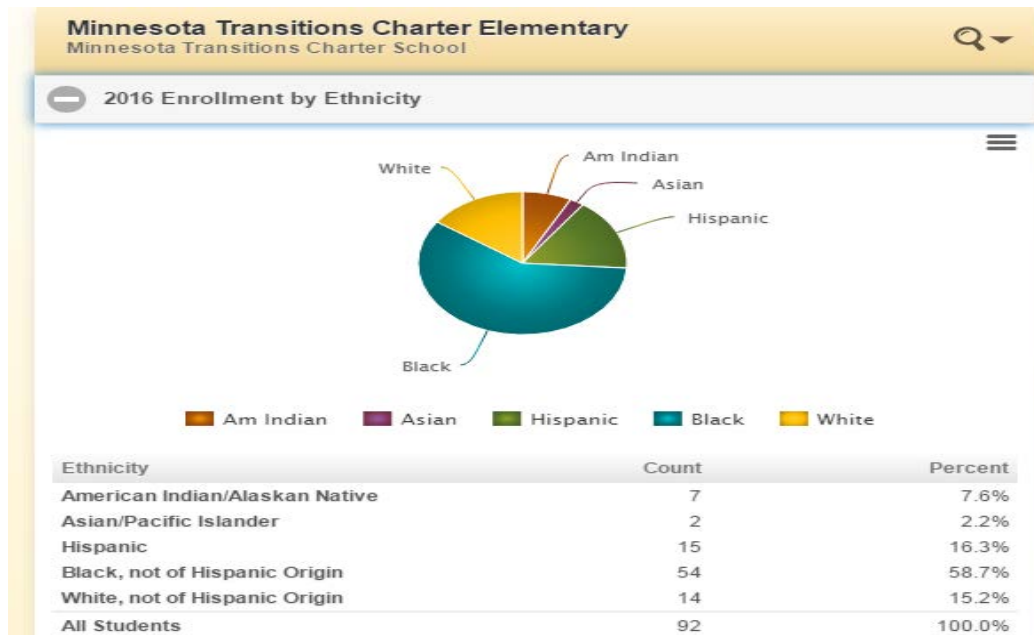 Minnesota Transitions Charter Elementary
Minnesota Transitions Charter School
2016 Enrollment by Ethnicity
White
Am Indian
Asian
Hispanic
Black
Am Indian Asian Hispanic Black White
Ethnicity Count Percent
American Indian/Alaskan Native 7 7.6%
Asian/Pacific Islander 2 2.2%
Hispanic 15 16.3%
Black, not of Hispanic Origin 54 58.7%
White, not of Hispanic Origin 14 15.2%
All Students 92 100.0%